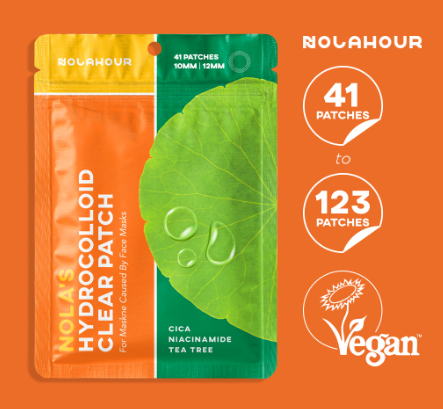 NOLAHOUR
41 PATCHES
10MM | 12MM
NOLA'S
HYDROCOLLOID
CLEAR PATCH
For Maskne Caused By Face Masks
CICA
NIACINAMIDE
TEA TREE
NOLAHOUR
41
PATCHES
to
123
PATCHES
Vegan™